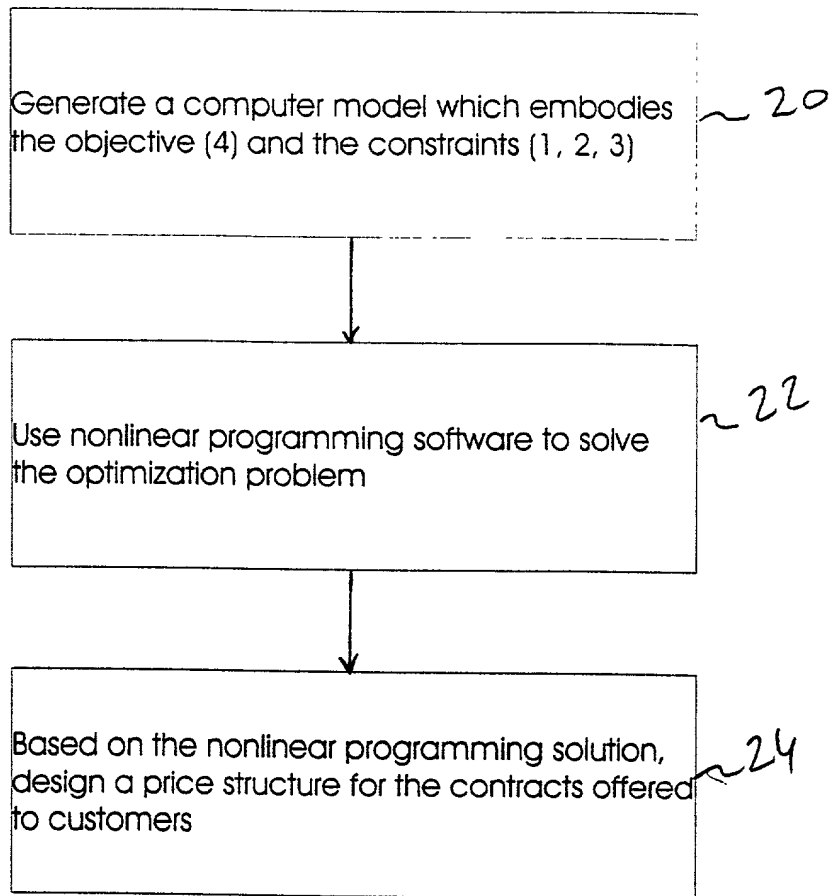 Generate a computer model which embodies
the objective (4) and the constraints (1, 2, 3)
20
Use nonlinear programming software to solve
the optimization problem
22
Based on the nonlinear programming solution,
design a price structure for the contracts offered
to customers
24